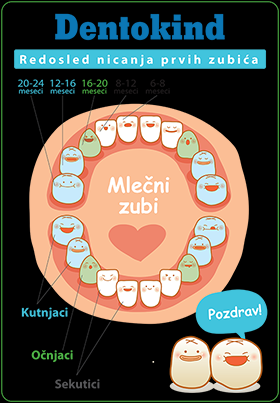 Dentokind
Redosled nicanja prvih zubića
20-24 12-16 16-20 8-12 6-8
meseci meseci meseci meseci meseci
Mlečni
zubi
Kutnjaci
Pozdrav!
Očnjaci
Sekutici